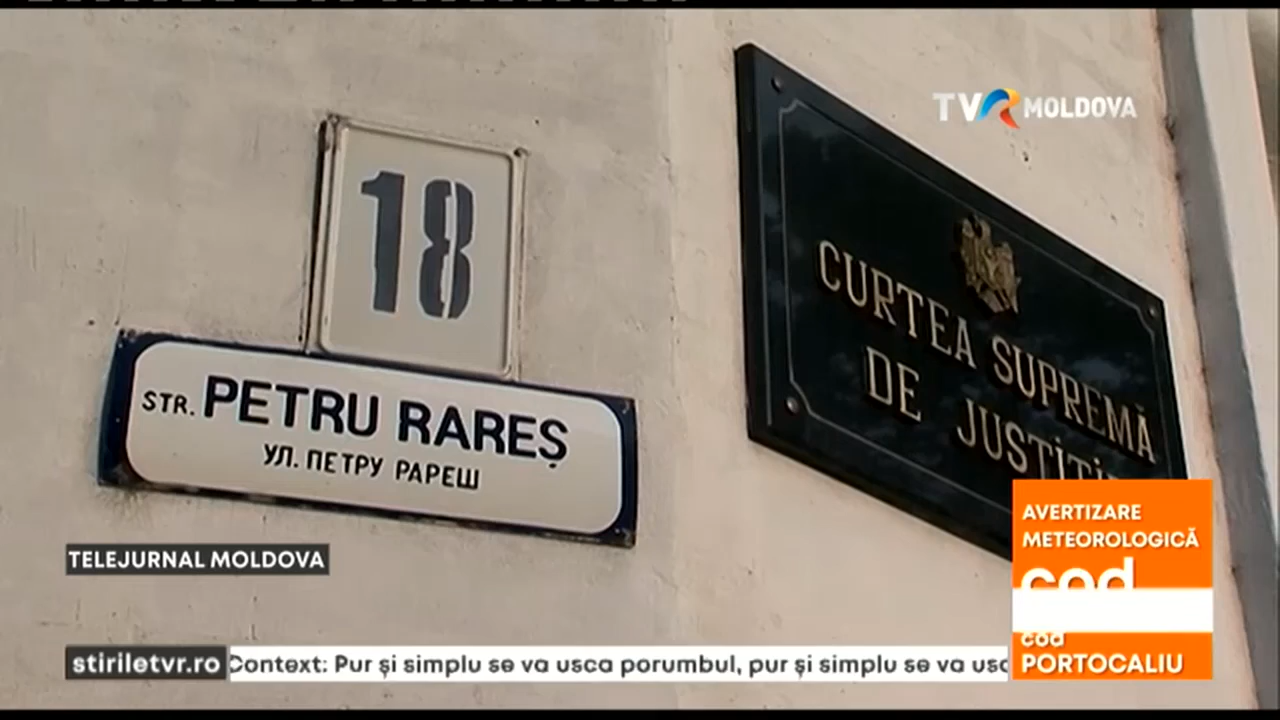 TVR MOLDOVA
18
STR. PETRU RAREȘ
УЛ. ПЕТРУ РАРЕШ
CURTEA SUPREMĂ
DE
AVERTIZARE
METEOROLOGICĂ
cod
cod
PORTOCALIU
TELEJURNAL MOLDOVA
stiriletvr.ro
Context: Pur și simplu se va usca porumbul, pur și simplu se va